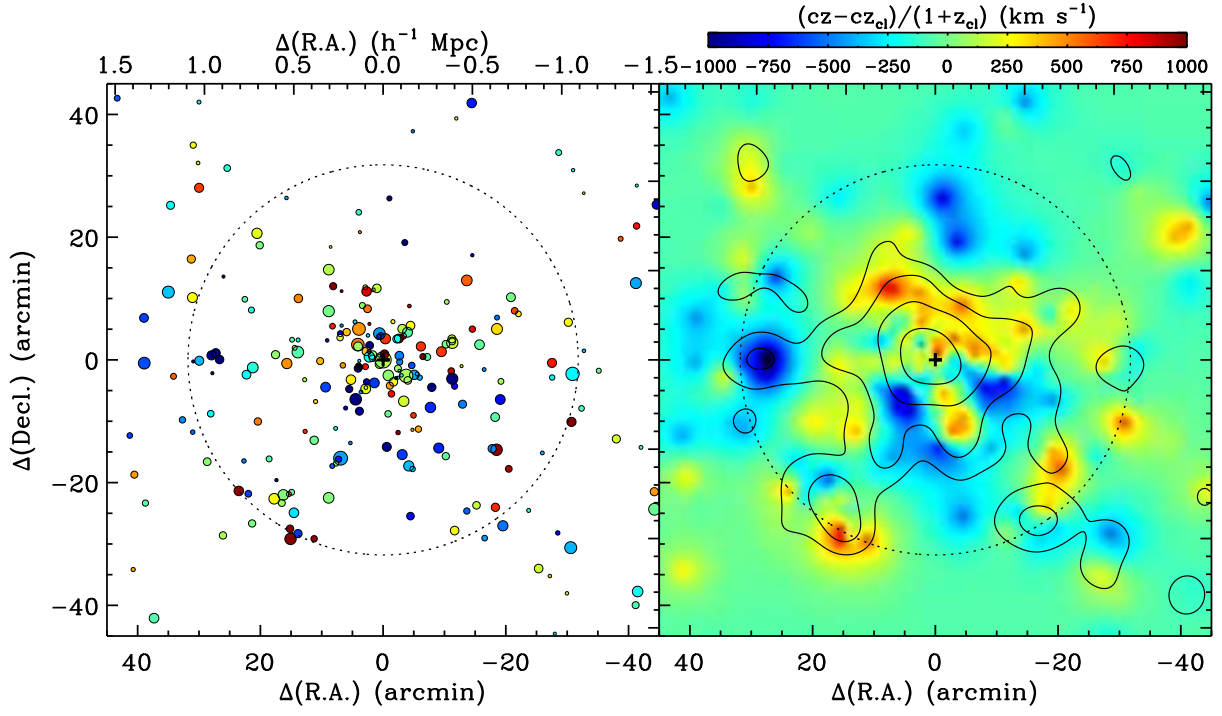 (cz−cz_cl)/(1+z_cl) (km s⁻¹)
−1000 −750 −500 −250 0 250 500 750 1000
Δ(R.A.) (h⁻¹ Mpc)
1.5 1.0 0.5 0.0 −0.5 −1.0 −1.5
Δ(Decl.) (arcmin)
40
20
0
−20
−40
40 20 0 −20 −40
Δ(R.A.) (arcmin)
40 20 0 −20 −40
Δ(R.A.) (arcmin)